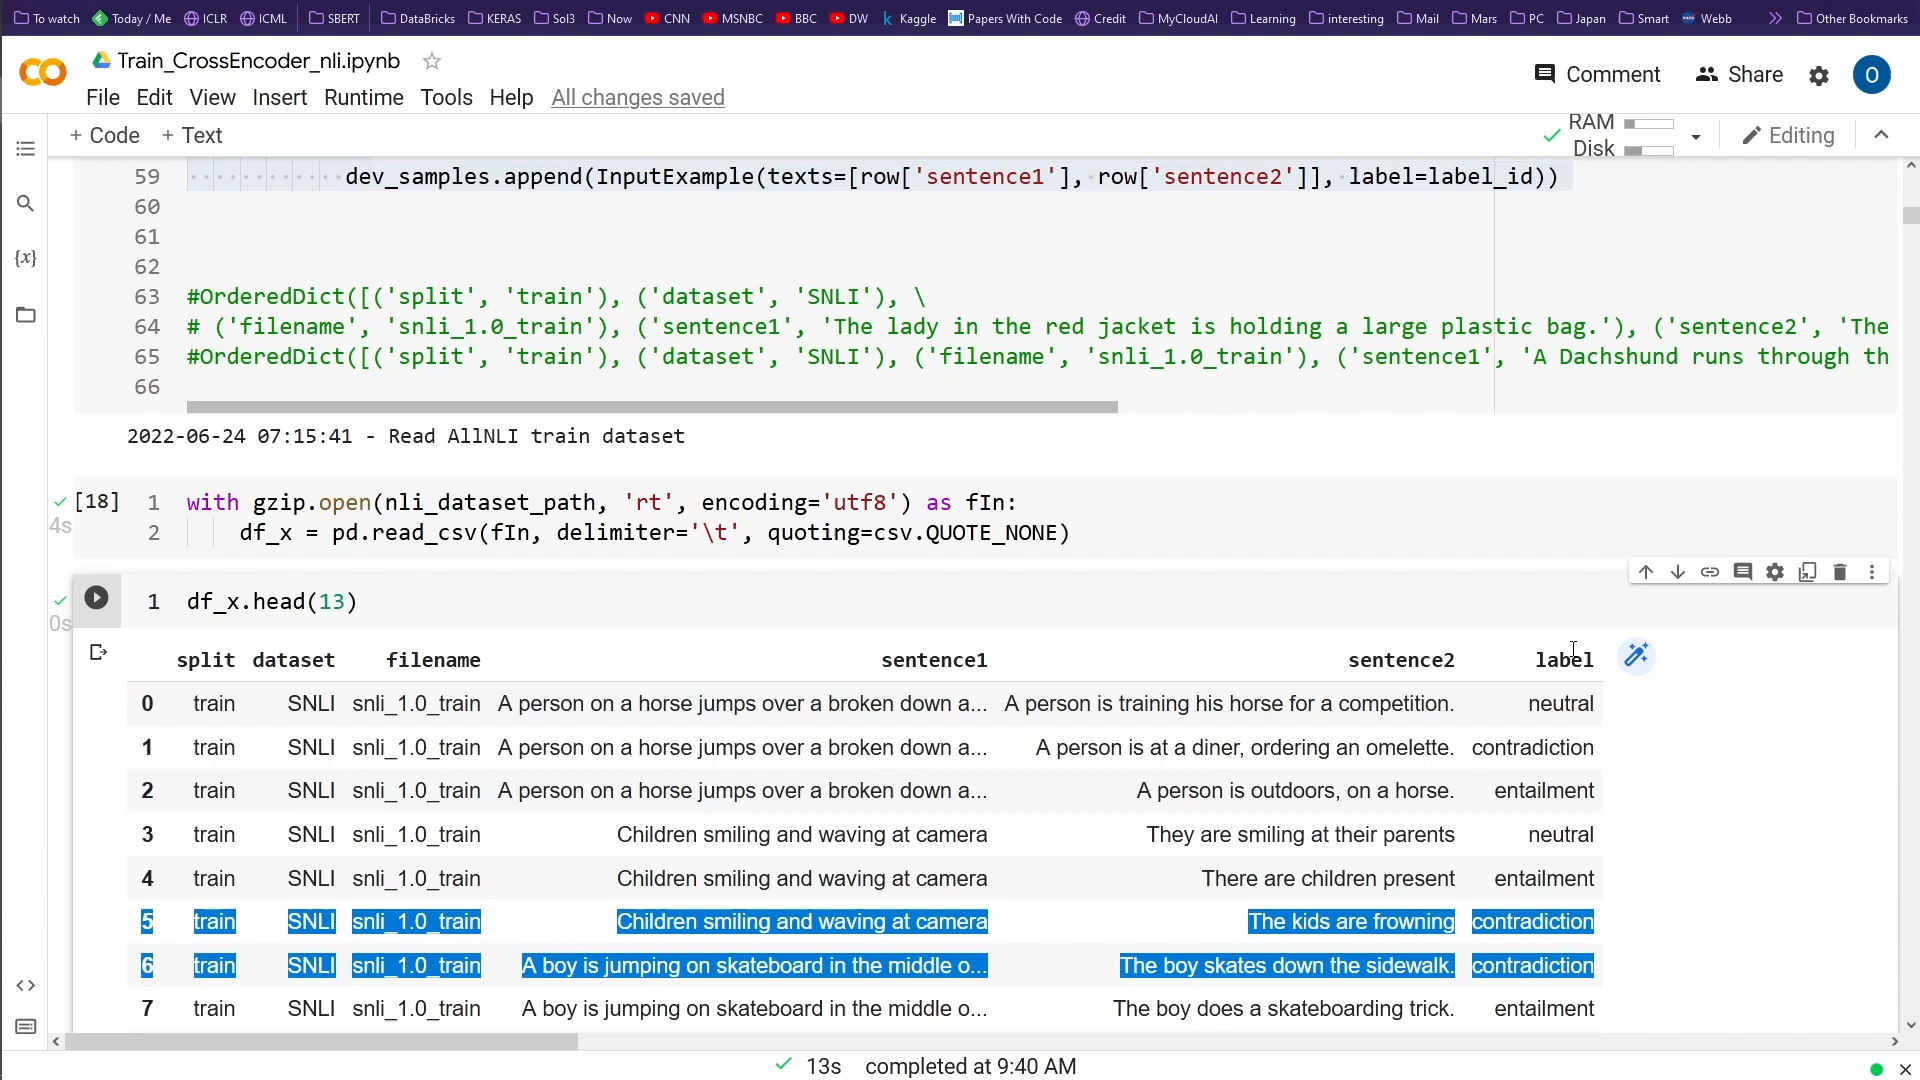 To watch Today / Me ICLR ICML SBERT DataBricks KERAS Sol3 Now CNN MSNBC BBC DW Kaggle Papers With Code Credit MyCloudAI Learning interesting Mail Mars PC Japan Smart Webb Other Bookmarks
Train_CrossEncoder_nli.ipynb
Comment Share O
File Edit View Insert Runtime Tools Help All changes saved
+ Code + Text
RAM
Disk
Editing
59 dev_samples.append(InputExample(texts=[row['sentence1'], row['sentence2']], label=label_id))
60
61
62
63 #OrderedDict([('split', 'train'), ('dataset', 'SNLI'), \
64 # ('filename', 'snli_1.0_train'), ('sentence1', 'The lady in the red jacket is holding a large plastic bag.'), ('sentence2', 'The
65 #OrderedDict([('split', 'train'), ('dataset', 'SNLI'), ('filename', 'snli_1.0_train'), ('sentence1', 'A Dachshund runs through th
66
2022-06-24 07:15:41 - Read AllNLI train dataset
[18] 1 with gzip.open(nli_dataset_path, 'rt', encoding='utf8') as fIn:
4s 2 df_x = pd.read_csv(fIn, delimiter='\t', quoting=csv.QUOTE_NONE)
1 df_x.head(13)
0s
split dataset filename sentence1 sentence2 label
0 train SNLI snli_1.0_train A person on a horse jumps over a broken down a... A person is training his horse for a competition. neutral
1 train SNLI snli_1.0_train A person on a horse jumps over a broken down a... A person is at a diner, ordering an omelette. contradiction
2 train SNLI snli_1.0_train A person on a horse jumps over a broken down a... A person is outdoors, on a horse. entailment
3 train SNLI snli_1.0_train Children smiling and waving at camera They are smiling at their parents neutral
4 train SNLI snli_1.0_train Children smiling and waving at camera There are children present entailment
5 train SNLI snli_1.0_train Children smiling and waving at camera The kids are frowning contradiction
6 train SNLI snli_1.0_train A boy is jumping on skateboard in the middle o... The boy skates down the sidewalk. contradiction
7 train SNLI snli_1.0_train A boy is jumping on skateboard in the middle o... The boy does a skateboarding trick. entailment
13s completed at 9:40 AM